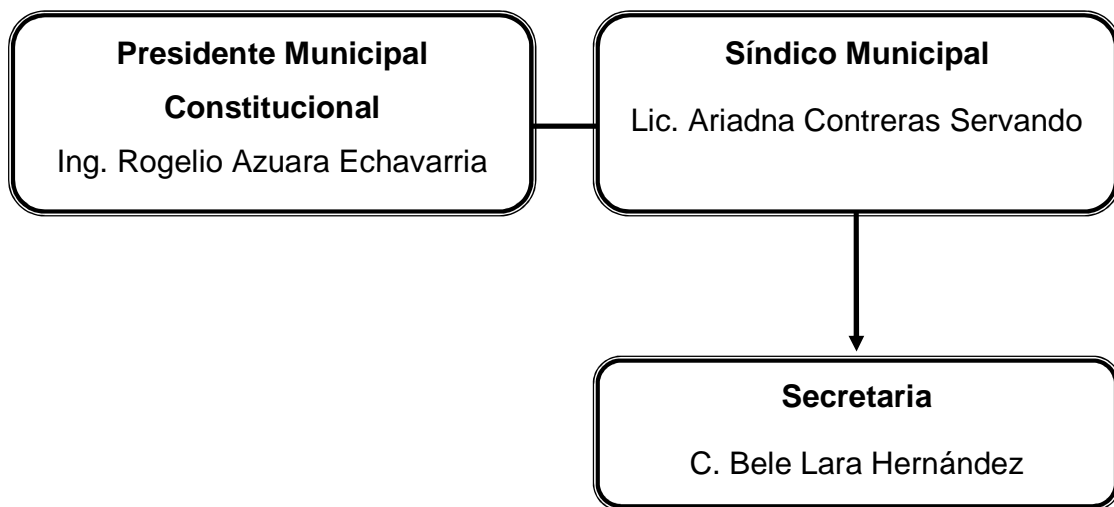 Presidente Municipal
Constitucional
Ing. Rogelio Azuara Echavarria
Síndico Municipal
Lic. Ariadna Contreras Servando
Secretaria
C. Bele Lara Hernández